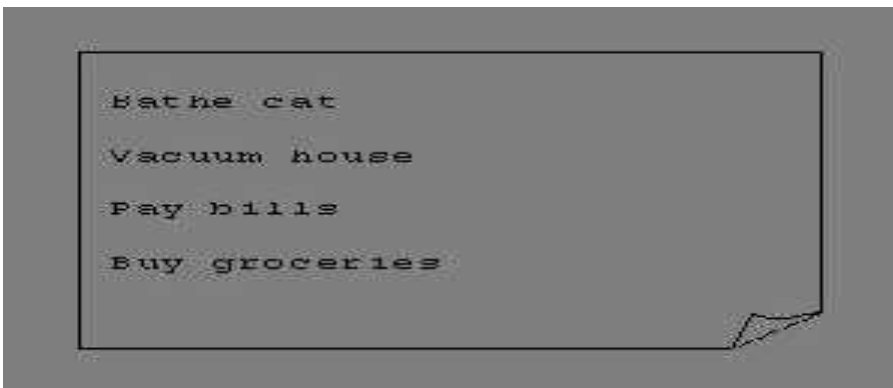 Bathe cat
Vacuum house
Pay bills
Buy groceries